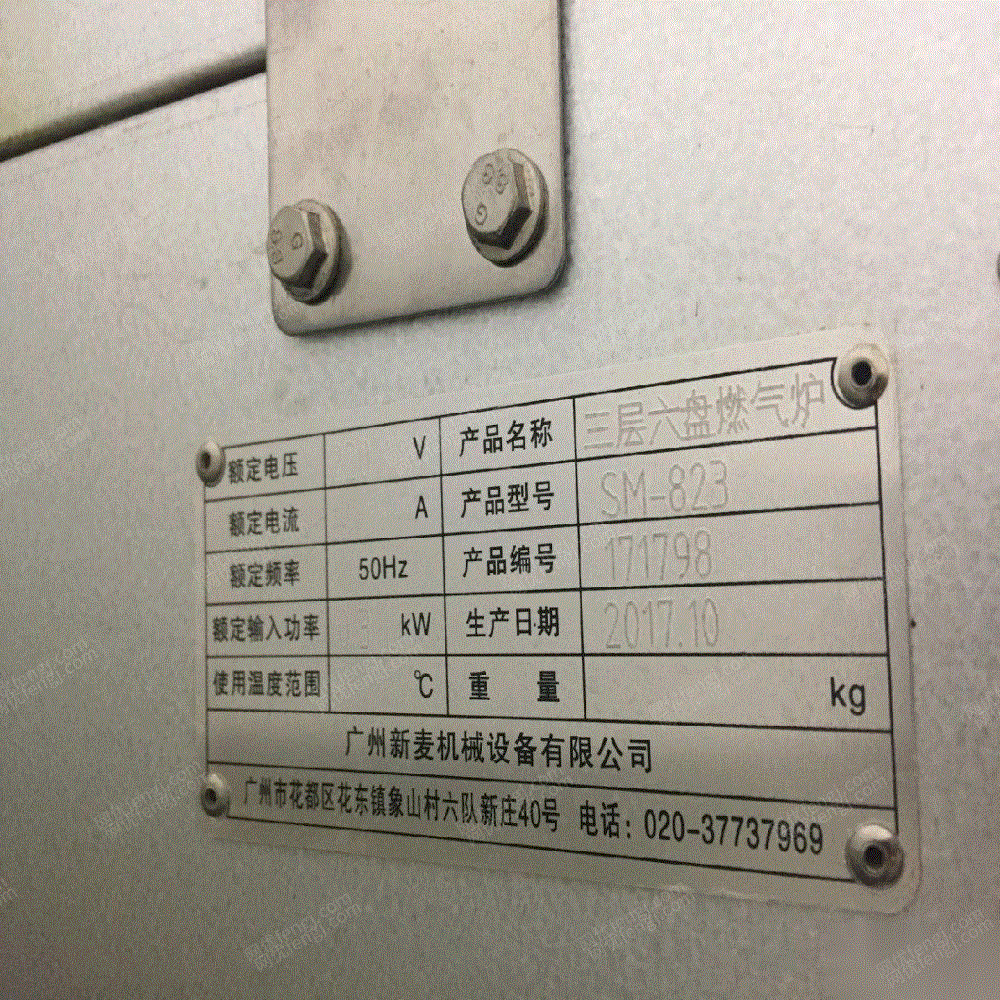 额定电压 V 产品名称 三层六盘燃气炉
额定电流 A 产品型号 SM-823
额定频率 50Hz 产品编号 171798
额定输入功率 kW 生产日期 2017.10
使用温度范围 ℃ 重 量 kg
广州新麦机械设备有限公司
广州市花都区花东镇象山村六队新庄40号 电话：020-37737969